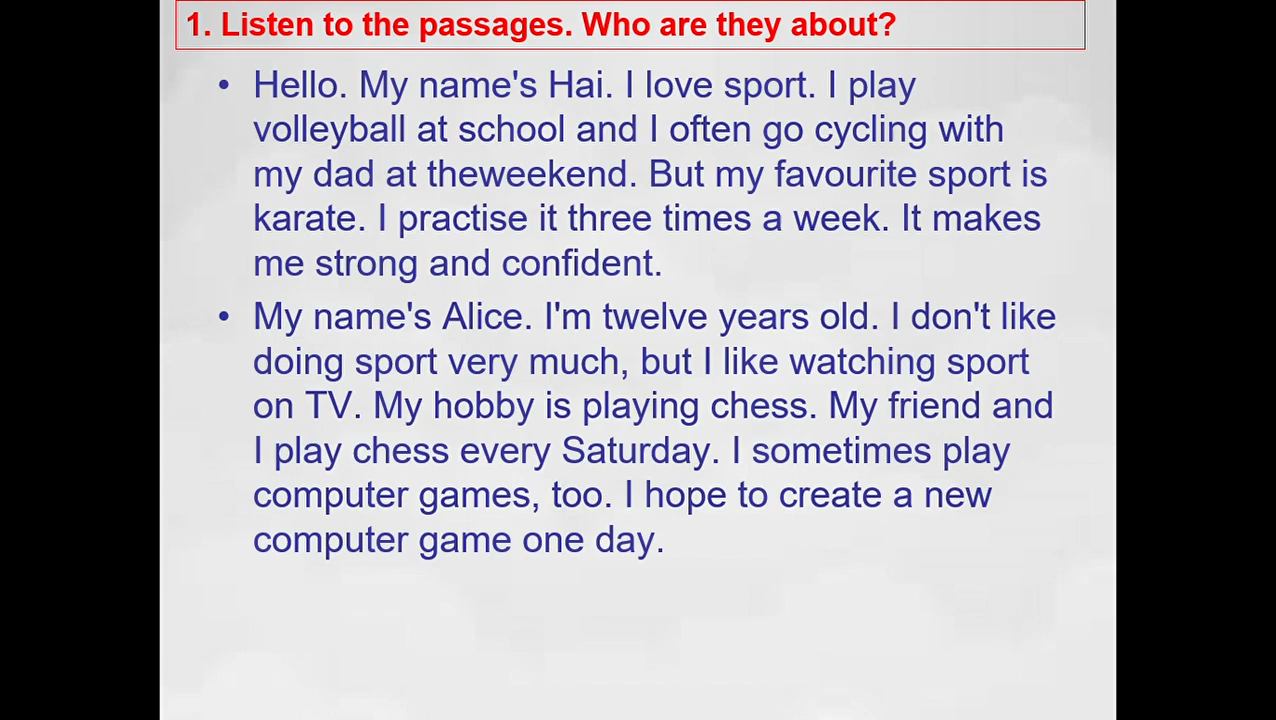 1. Listen to the passages. Who are they about?
• Hello. My name's Hai. I love sport. I play
volleyball at school and I often go cycling with
my dad at theweekend. But my favourite sport is
karate. I practise it three times a week. It makes
me strong and confident.
• My name's Alice. I'm twelve years old. I don't like
doing sport very much, but I like watching sport
on TV. My hobby is playing chess. My friend and
I play chess every Saturday. I sometimes play
computer games, too. I hope to create a new
computer game one day.